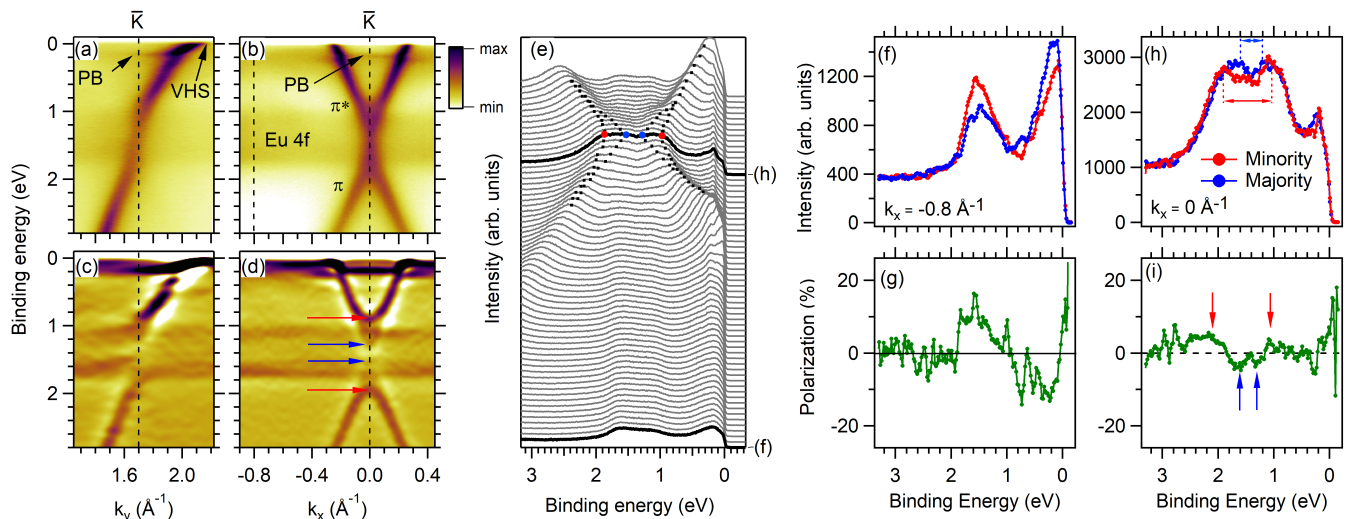 K̅
K̅
(a)
PB
VHS
(b)
PB
π*
Eu 4f
π
max
min
0
1
2
Binding energy (eV)
(c)
(d)
0
1
2
1.6
2.0
k_y (Å⁻¹)
-0.8
-0.4
0.0
0.4
k_x (Å⁻¹)
(e)
Intensity (arb. units)
(h)
(f)
3
2
1
0
Binding energy (eV)
(f)
Intensity (arb. units)
1200
800
400
0
k_x = -0.8 Å⁻¹
(g)
Polarization (%)
20
0
-20
3
2
1
0
Binding Energy (eV)
(h)
3000
2000
1000
0
Minority
Majority
k_x = 0 Å⁻¹
(i)
20
0
-20
3
2
1
0
Binding Energy (eV)